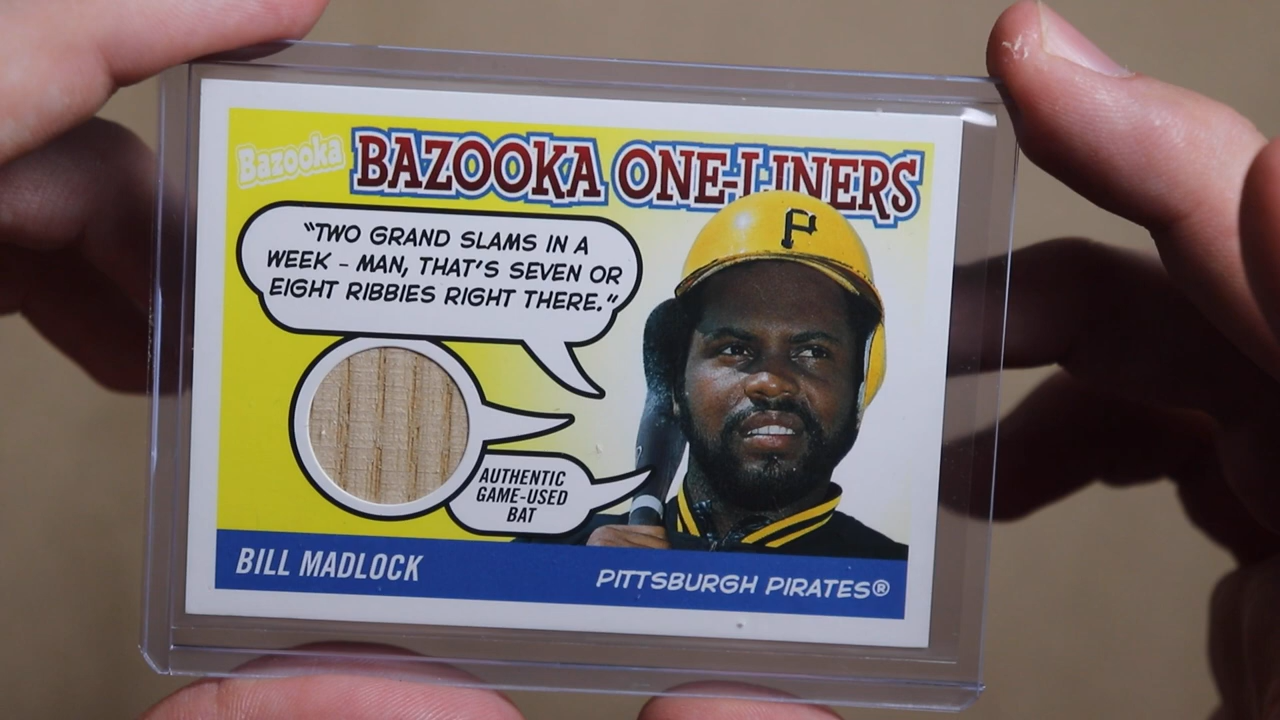 Bazooka BAZOOKA ONE-LINERS
"TWO GRAND SLAMS IN A
WEEK - MAN, THAT'S SEVEN OR
EIGHT RIBBIES RIGHT THERE."
P
AUTHENTIC
GAME-USED
BAT
BILL MADLOCK
PITTSBURGH PIRATES®